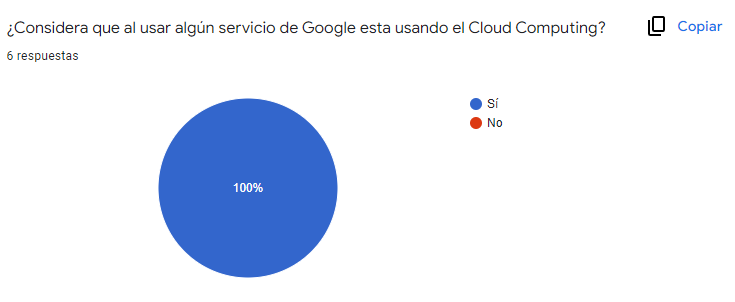 ¿Considera que al usar algún servicio de Google esta usando el Cloud Computing?
Copiar
6 respuestas
Sí
No
100%